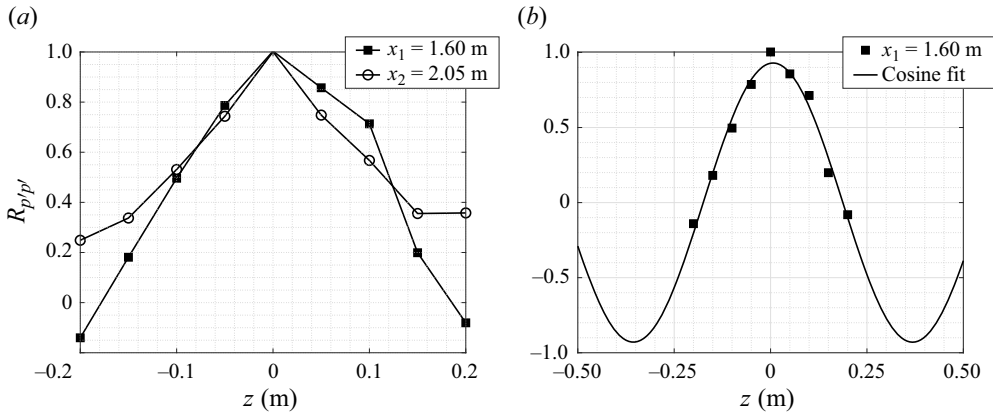 (a)
(b)
x1 = 1.60 m
x2 = 2.05 m
Rp′p′
1.0
0.8
0.6
0.4
0.2
0
–0.2
–0.1
0
0.1
0.2
z (m)
x1 = 1.60 m
Cosine fit
1.0
0.5
0
–0.5
–1.0
–0.50
–0.25
0
0.25
0.50
z (m)